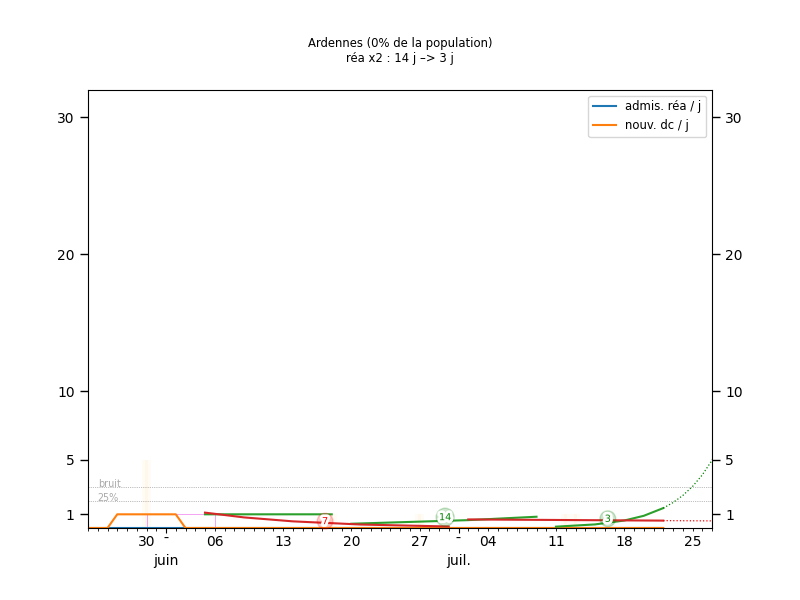 Ardennes (0% de la population)
réa x2 : 14 j –> 3 j
admis. réa / j
nouv. dc / j
30 30
20 20
10 10
5 5
bruit
25%
1 1
7 14 3
30 - 06 13 20 27 - 04 11 18 25
juin juil.